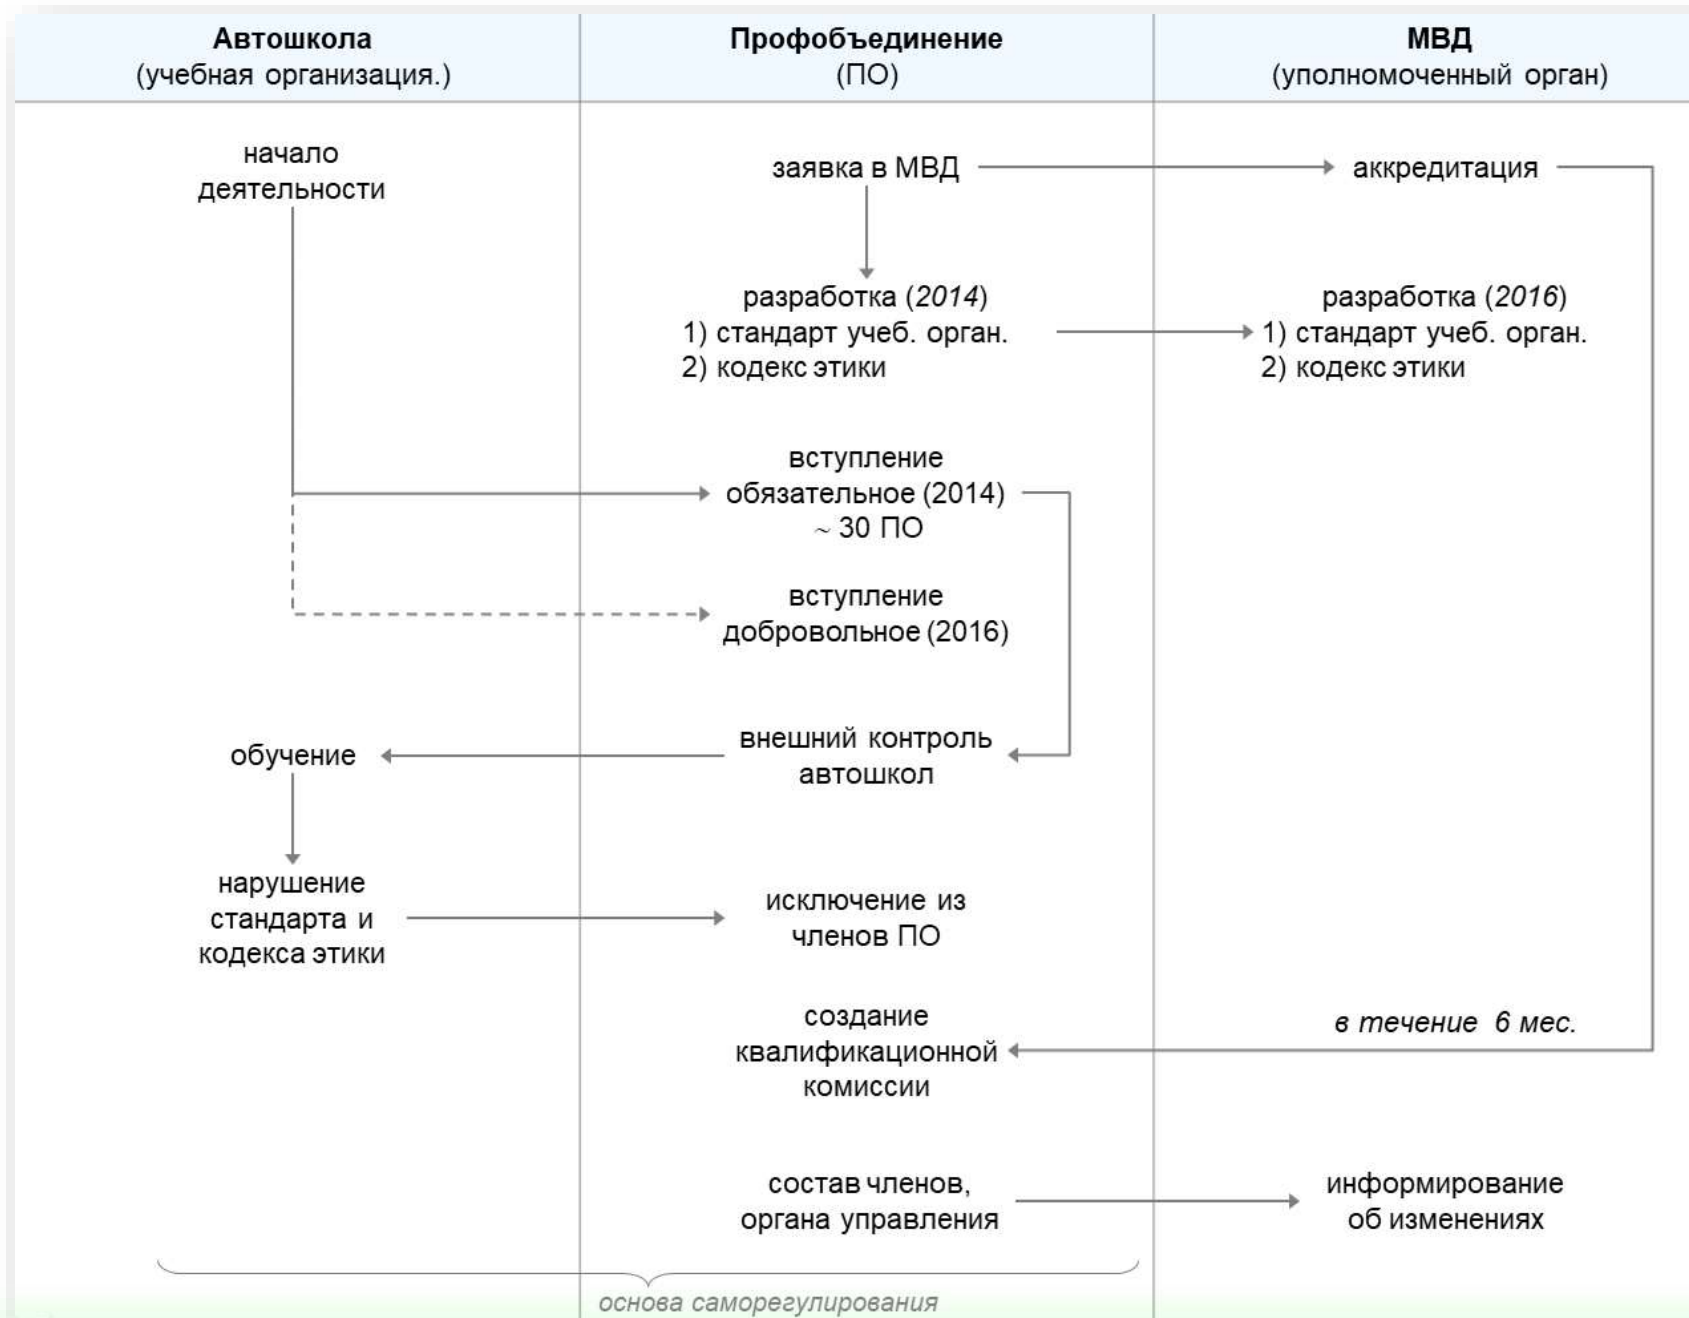 Автошкола
(учебная организация.)
Профобъединение
(ПО)
МВД
(уполномоченный орган)
начало
деятельности
заявка в МВД
аккредитация
разработка (2014)
1) стандарт учеб. орган.
2) кодекс этики
разработка (2016)
1) стандарт учеб. орган.
2) кодекс этики
вступление
обязательное (2014)
~ 30 ПО
вступление
добровольное (2016)
обучение
внешний контроль
автошкол
нарушение
стандарта и
кодекса этики
исключение из
членов ПО
создание
квалификационной
комиссии
в течение 6 мес.
состав членов,
органа управления
информирование
об изменениях
основа саморегулирования